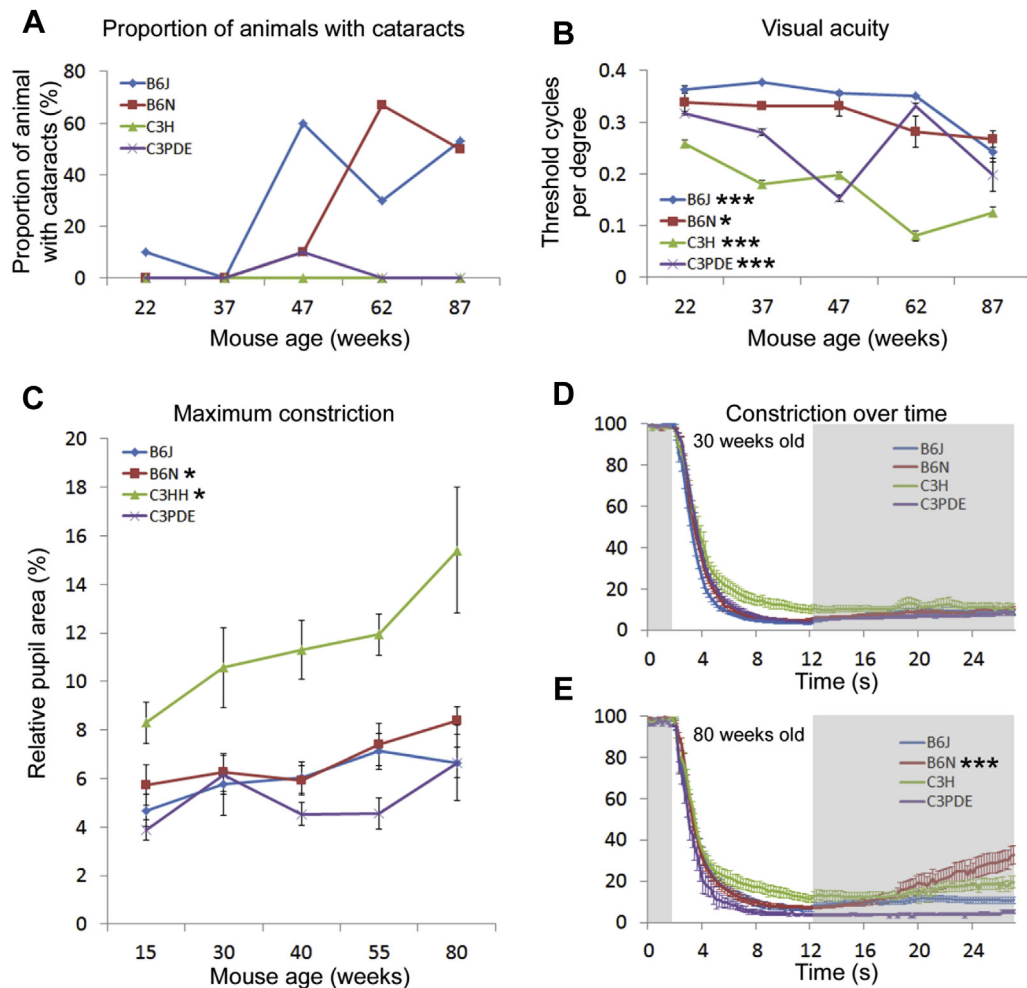 A
Proportion of animals with cataracts
Proportion of animal
with cataracts (%)
80
60
40
20
0
B6J
B6N
C3H
C3PDE
22 37 47 62 87
Mouse age (weeks)
B
Visual acuity
Threshold cycles
per degree
0.4
0.3
0.2
0.1
0
B6J ***
B6N *
C3H ***
C3PDE ***
22 37 47 62 87
Mouse age (weeks)
C
Maximum constriction
Relative pupil area (%)
20
18
16
14
12
10
8
6
4
2
0
B6J
B6N *
C3HH *
C3PDE
15 30 40 55 80
Mouse age (weeks)
D
Constriction over time
30 weeks old
100
80
60
40
20
0
B6J
B6N
C3H
C3PDE
0 4 8 12 16 20 24
Time (s)
E
80 weeks old
100
80
60
40
20
0
B6J
B6N ***
C3H
C3PDE
0 4 8 12 16 20 24
Time (s)